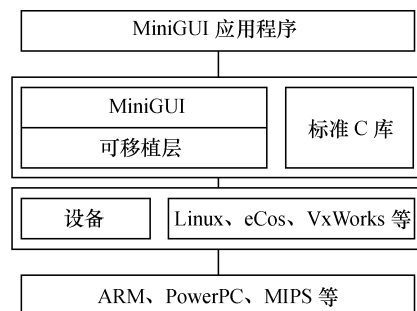 MiniGUI 应用程序
MiniGUI
可移植层
标准 C 库
设备
Linux、eCos、VxWorks 等
ARM、PowerPC、MIPS 等